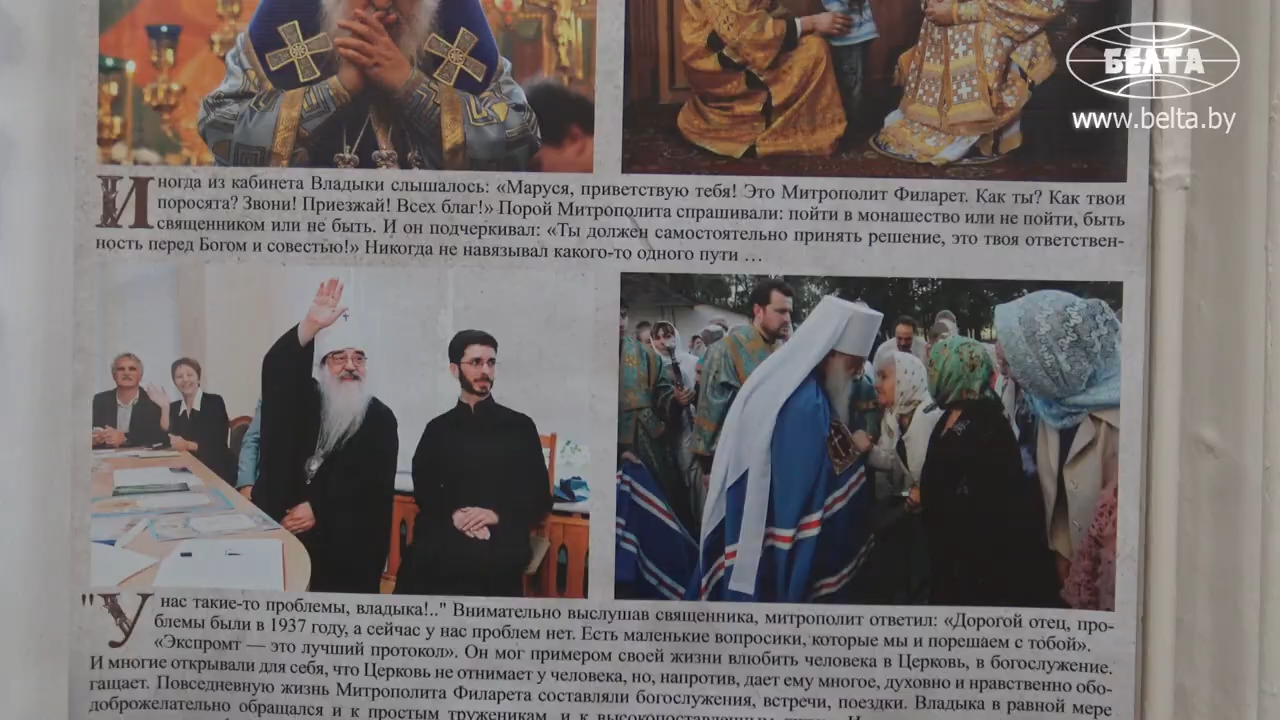 БЕЛТА
www.belta.by
Иногда из кабинета Владыки слышалось: «Маруся, приветствую тебя! Это Митрополит Филарет. Как ты? Как твои
поросята? Звони! Приезжай! Всех благ!» Порой Митрополита спрашивали: пойти в монашество или не пойти, быть
священником или не быть. И он подчеркивал: «Ты должен самостоятельно принять решение, это твоя ответствен-
ность перед Богом и совестью!» Никогда не навязывал какого-то одного пути ...
"У нас такие-то проблемы, владыка!.." Внимательно выслушав священника, митрополит ответил: «Дорогой отец, про-
блемы были в 1937 году, а сейчас у нас проблем нет. Есть маленькие вопросики, которые мы и порешаем с тобой».
«Экспромт — это лучший протокол». Он мог примером своей жизни влюбить человека в Церковь, в богослужение.
И многие открывали для себя, что Церковь не отнимает у человека, но, напротив, дает ему многое, духовно и нравственно обо-
гащает. Повседневную жизнь Митрополита Филарета составляли богослужения, встречи, поездки. Владыка в равной мере
доброжелательно обращался и к простым труженикам, и к высокопоставленным